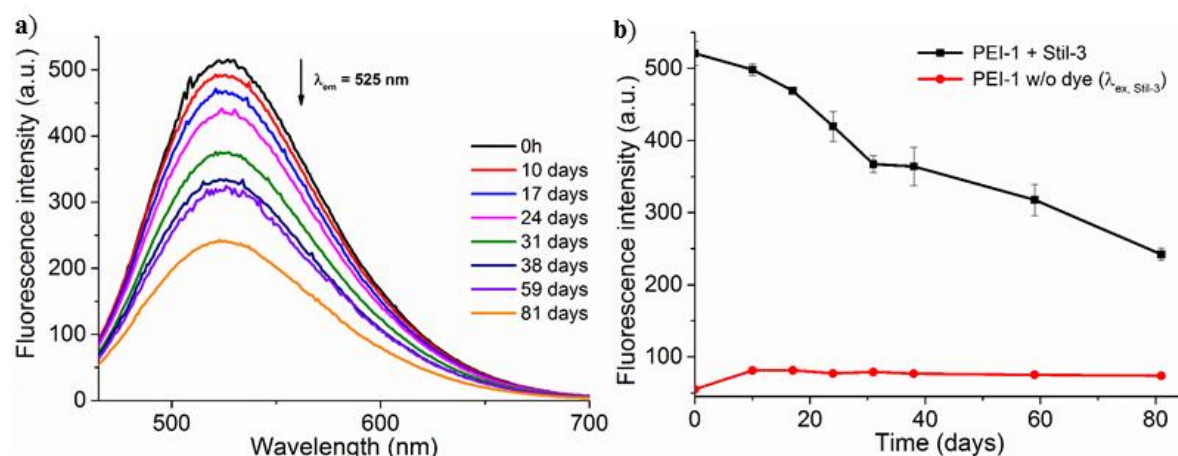 a)
Fluorescence intensity (a.u.)
500
400
300
200
100
0
λem = 525 nm
0h
10 days
17 days
24 days
31 days
38 days
59 days
81 days
500
600
700
Wavelength (nm)
b)
Fluorescence intensity (a.u.)
500
400
300
200
100
PEI-1 + Stil-3
PEI-1 w/o dye (λex, Stil-3)
0
20
40
60
80
Time (days)